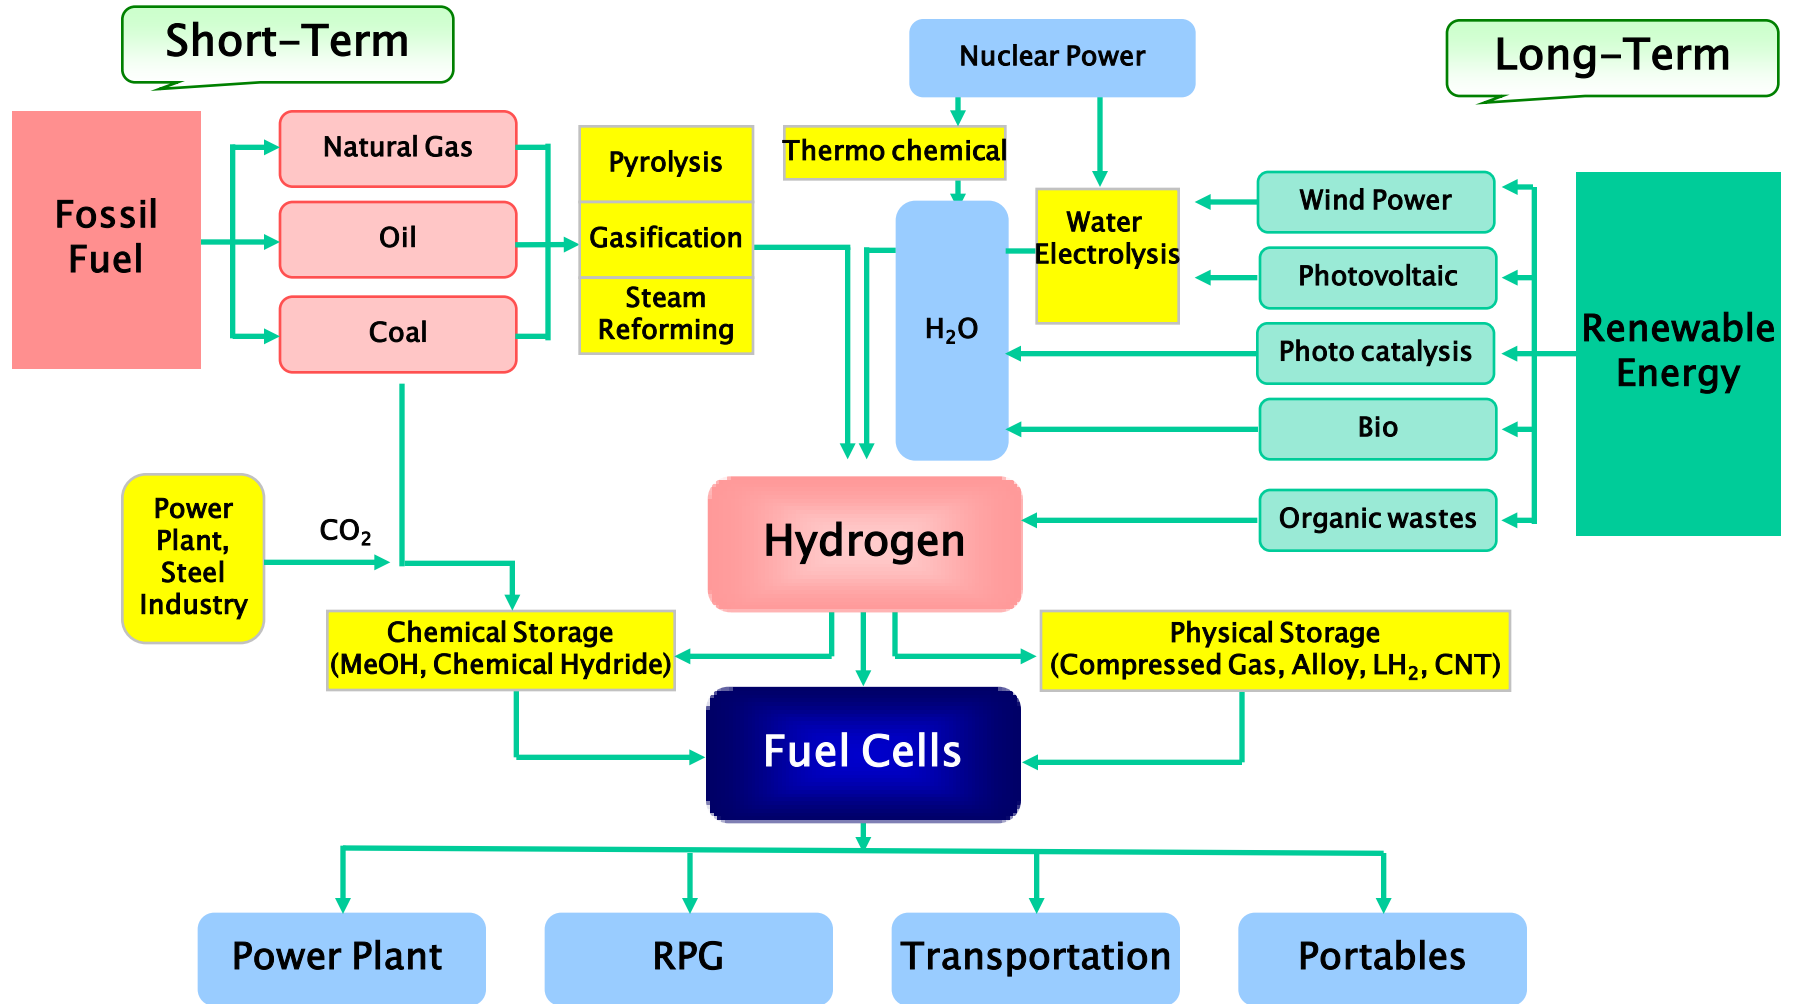 Short-Term
Nuclear Power
Long-Term
Fossil
Fuel
Natural Gas
Oil
Coal
Pyrolysis
Gasification
Steam
Reforming
Thermo chemical
Water
Electrolysis
H₂O
Wind Power
Photovoltaic
Photo catalysis
Bio
Organic wastes
Renewable
Energy
Power
Plant,
Steel
Industry
CO₂
Hydrogen
Chemical Storage
(MeOH, Chemical Hydride)
Physical Storage
(Compressed Gas, Alloy, LH₂, CNT)
Fuel Cells
Power Plant
RPG
Transportation
Portables